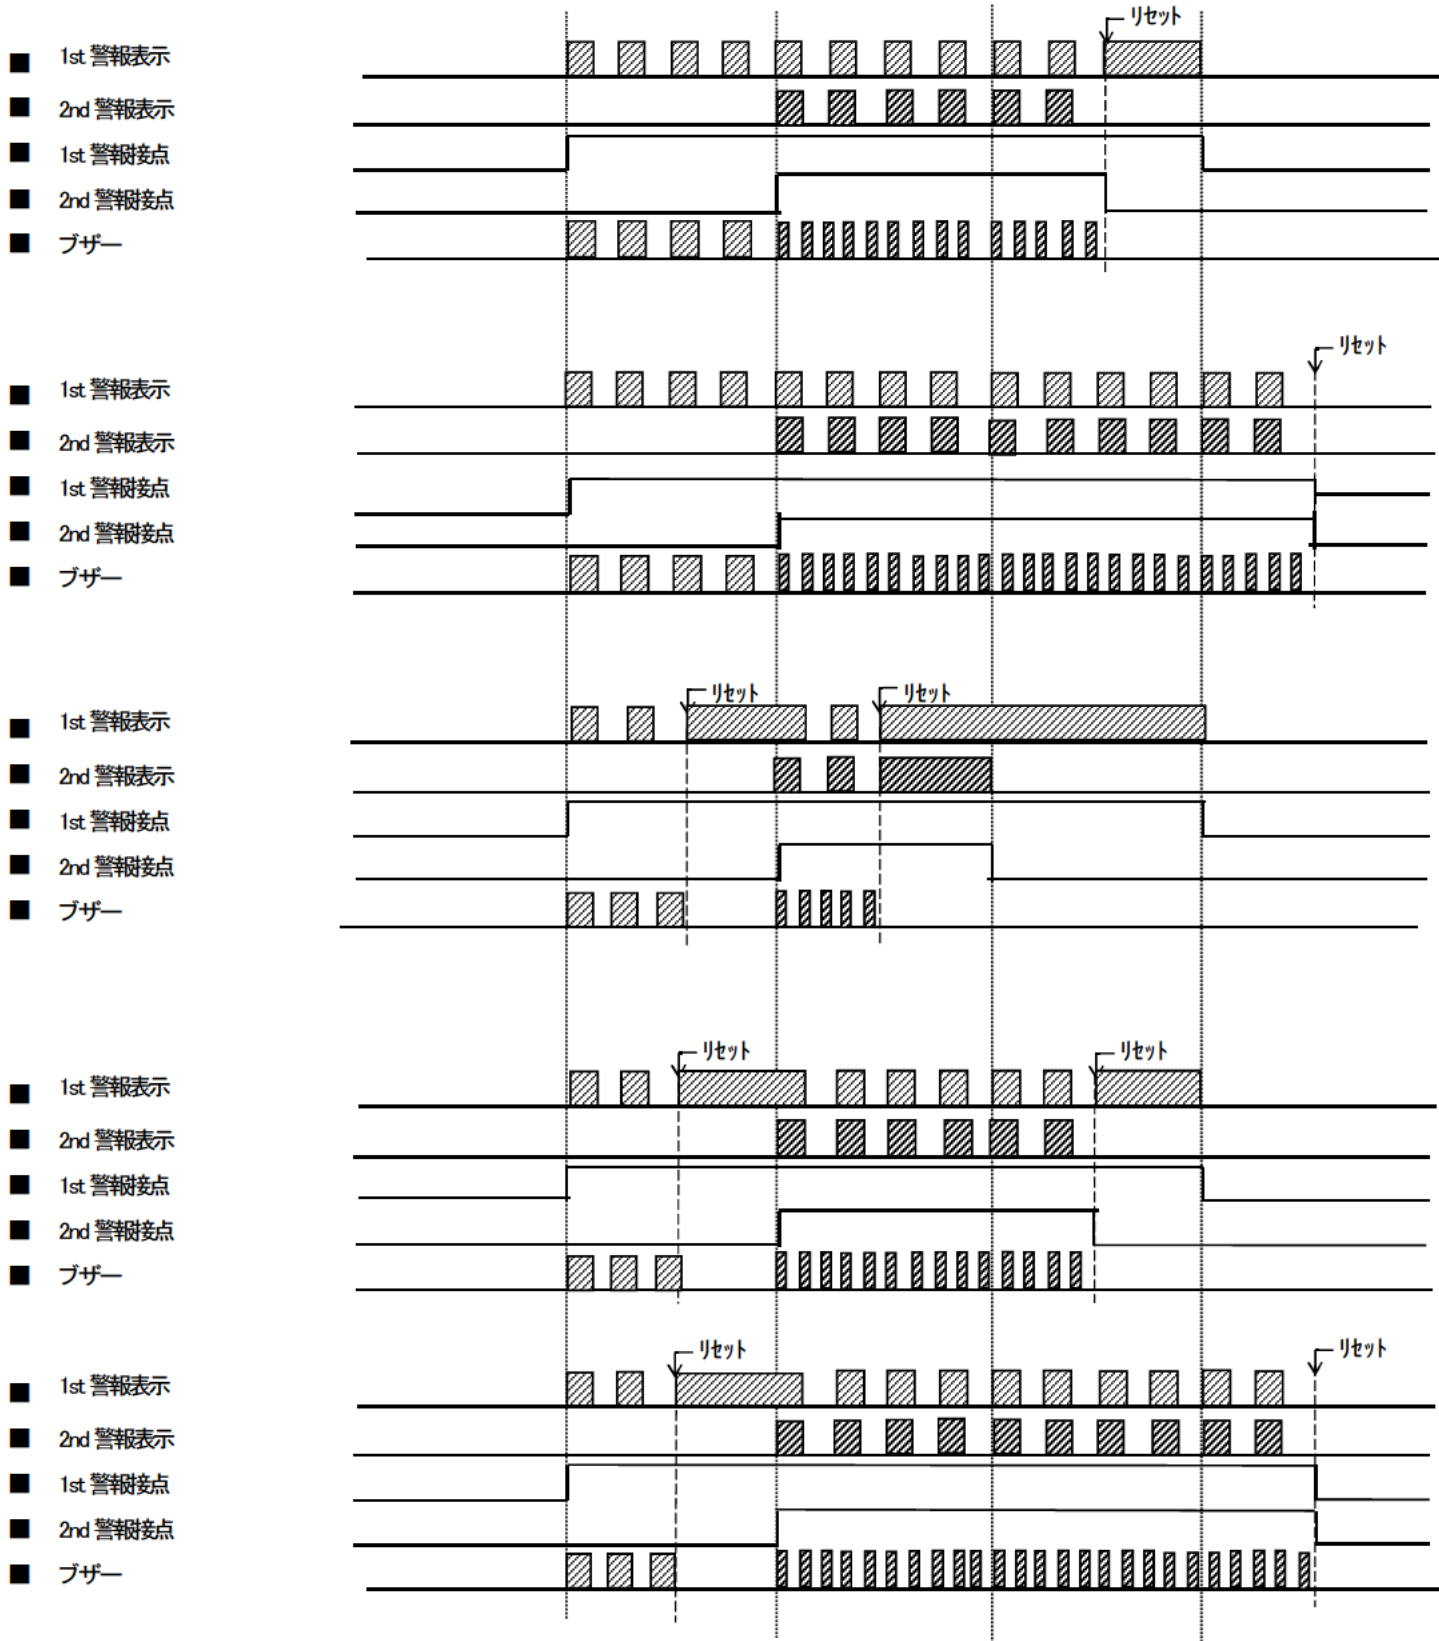 リセット
■ 1st 警報表示
■ 2nd 警報表示
■ 1st 警報接点
■ 2nd 警報接点
■ ブザー
リセット
■ 1st 警報表示
■ 2nd 警報表示
■ 1st 警報接点
■ 2nd 警報接点
■ ブザー
リセット リセット
■ 1st 警報表示
■ 2nd 警報表示
■ 1st 警報接点
■ 2nd 警報接点
■ ブザー
リセット リセット
■ 1st 警報表示
■ 2nd 警報表示
■ 1st 警報接点
■ 2nd 警報接点
■ ブザー
リセット リセット
■ 1st 警報表示
■ 2nd 警報表示
■ 1st 警報接点
■ 2nd 警報接点
■ ブザー